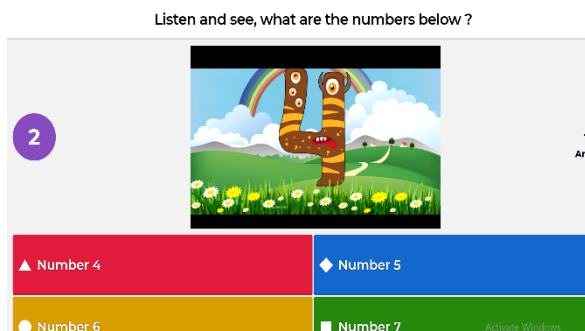 Listen and see, what are the numbers below ?
2
4
Number 4
Number 5
Number 6
Number 7
Activate Windows